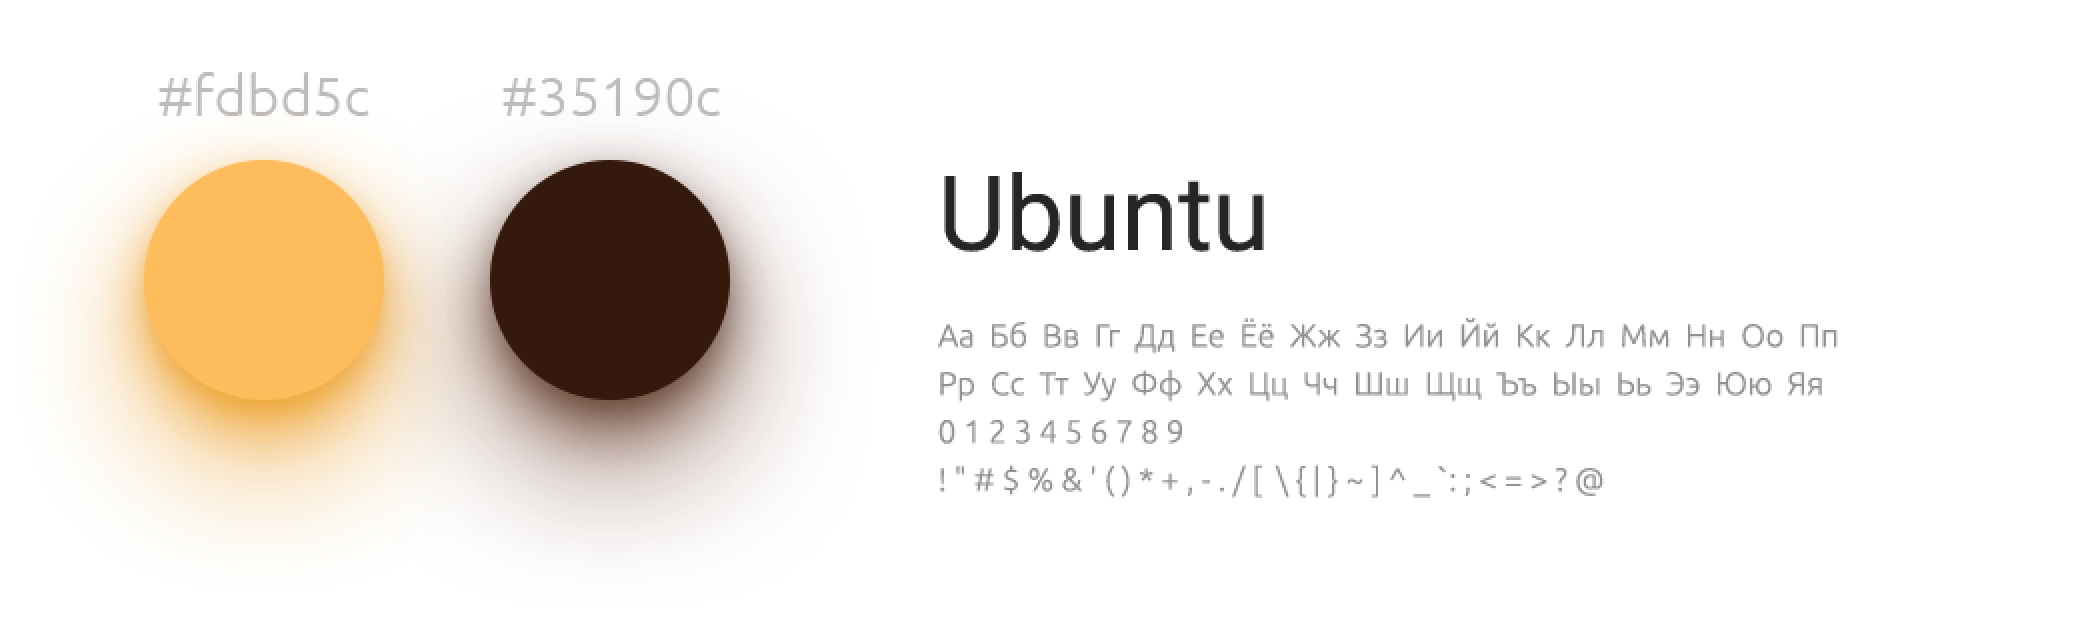 #fdbd5c #35190c
Ubuntu
Аа Бб Вв Гг Дд Ее Ёё Жж Зз Ии Йй Кк Лл Мм Нн Оо Пп
Рр Сс Тт Уу Фф Хх Цц Чч Шш Щщ Ъъ Ыы Ьь Ээ Юю Яя
0 1 2 3 4 5 6 7 8 9
! " # $ % & ' ( ) * + , - . / [ \ { | } ~ ] ^ _ ` : ; < = > ? @